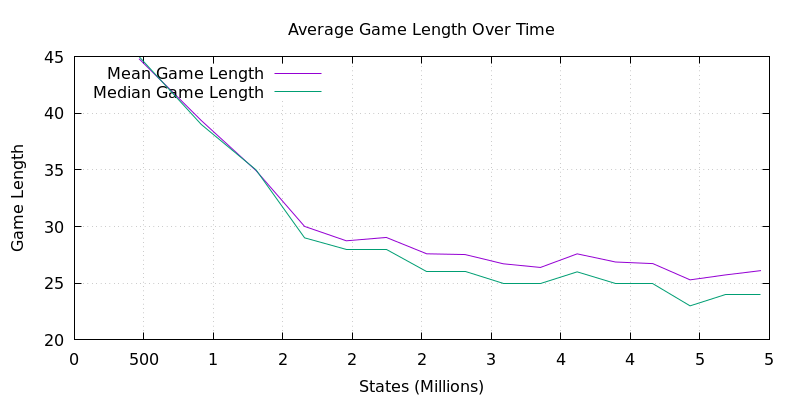 Average Game Length Over Time
45
Mean Game Length
Median Game Length
40
35
Game Length
30
25
20
0 500 1 2 2 2 3 4 4 5 5
States (Millions)